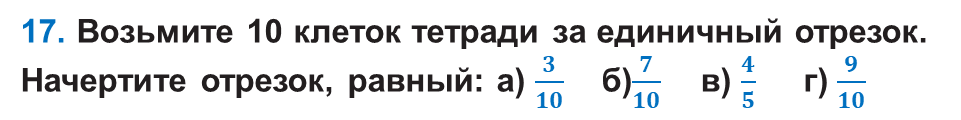 17. Возьмите 10 клеток тетради за единичный отрезок.
Начертите отрезок, равный: а) 3/10 б) 7/10 в) 4/5 г) 9/10